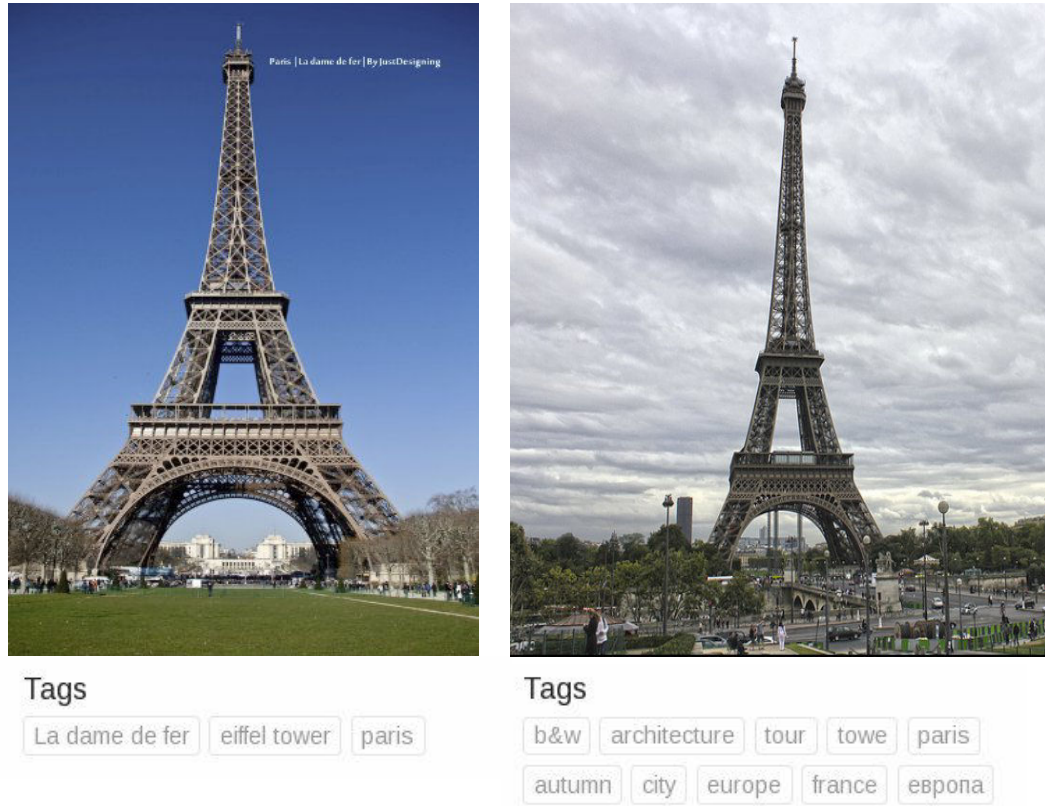 Paris |La dame de fer|By JustDesigning
Tags
La dame de fer eiffel tower paris
Tags
b&w architecture tour towe paris
autumn city europe france европа